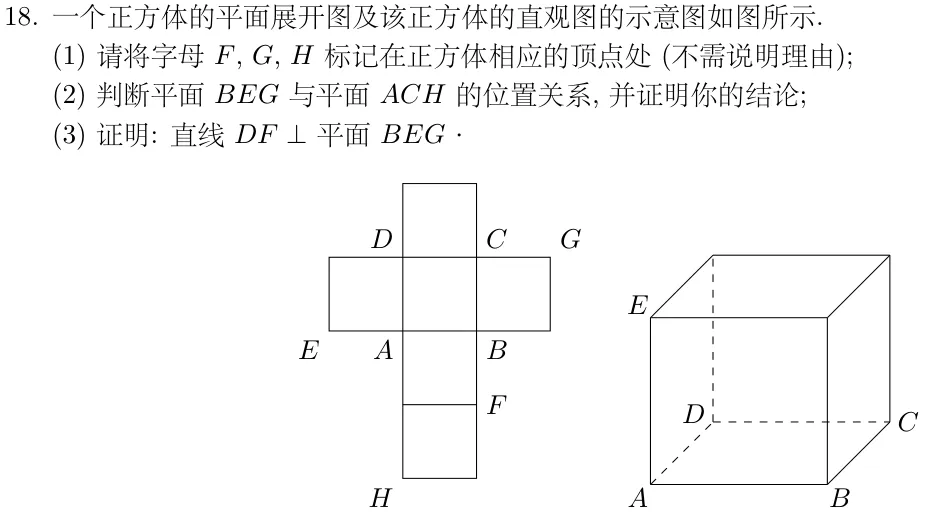 18. 一个正方体的平面展开图及该正方体的直观图的示意图如图所示.
(1) 请将字母 F, G, H 标记在正方体相应的顶点处 (不需说明理由);
(2) 判断平面 BEG 与平面 ACH 的位置关系, 并证明你的结论;
(3) 证明: 直线 DF ⊥ 平面 BEG ·
D C G
E A B
F
H
E
D C
A B